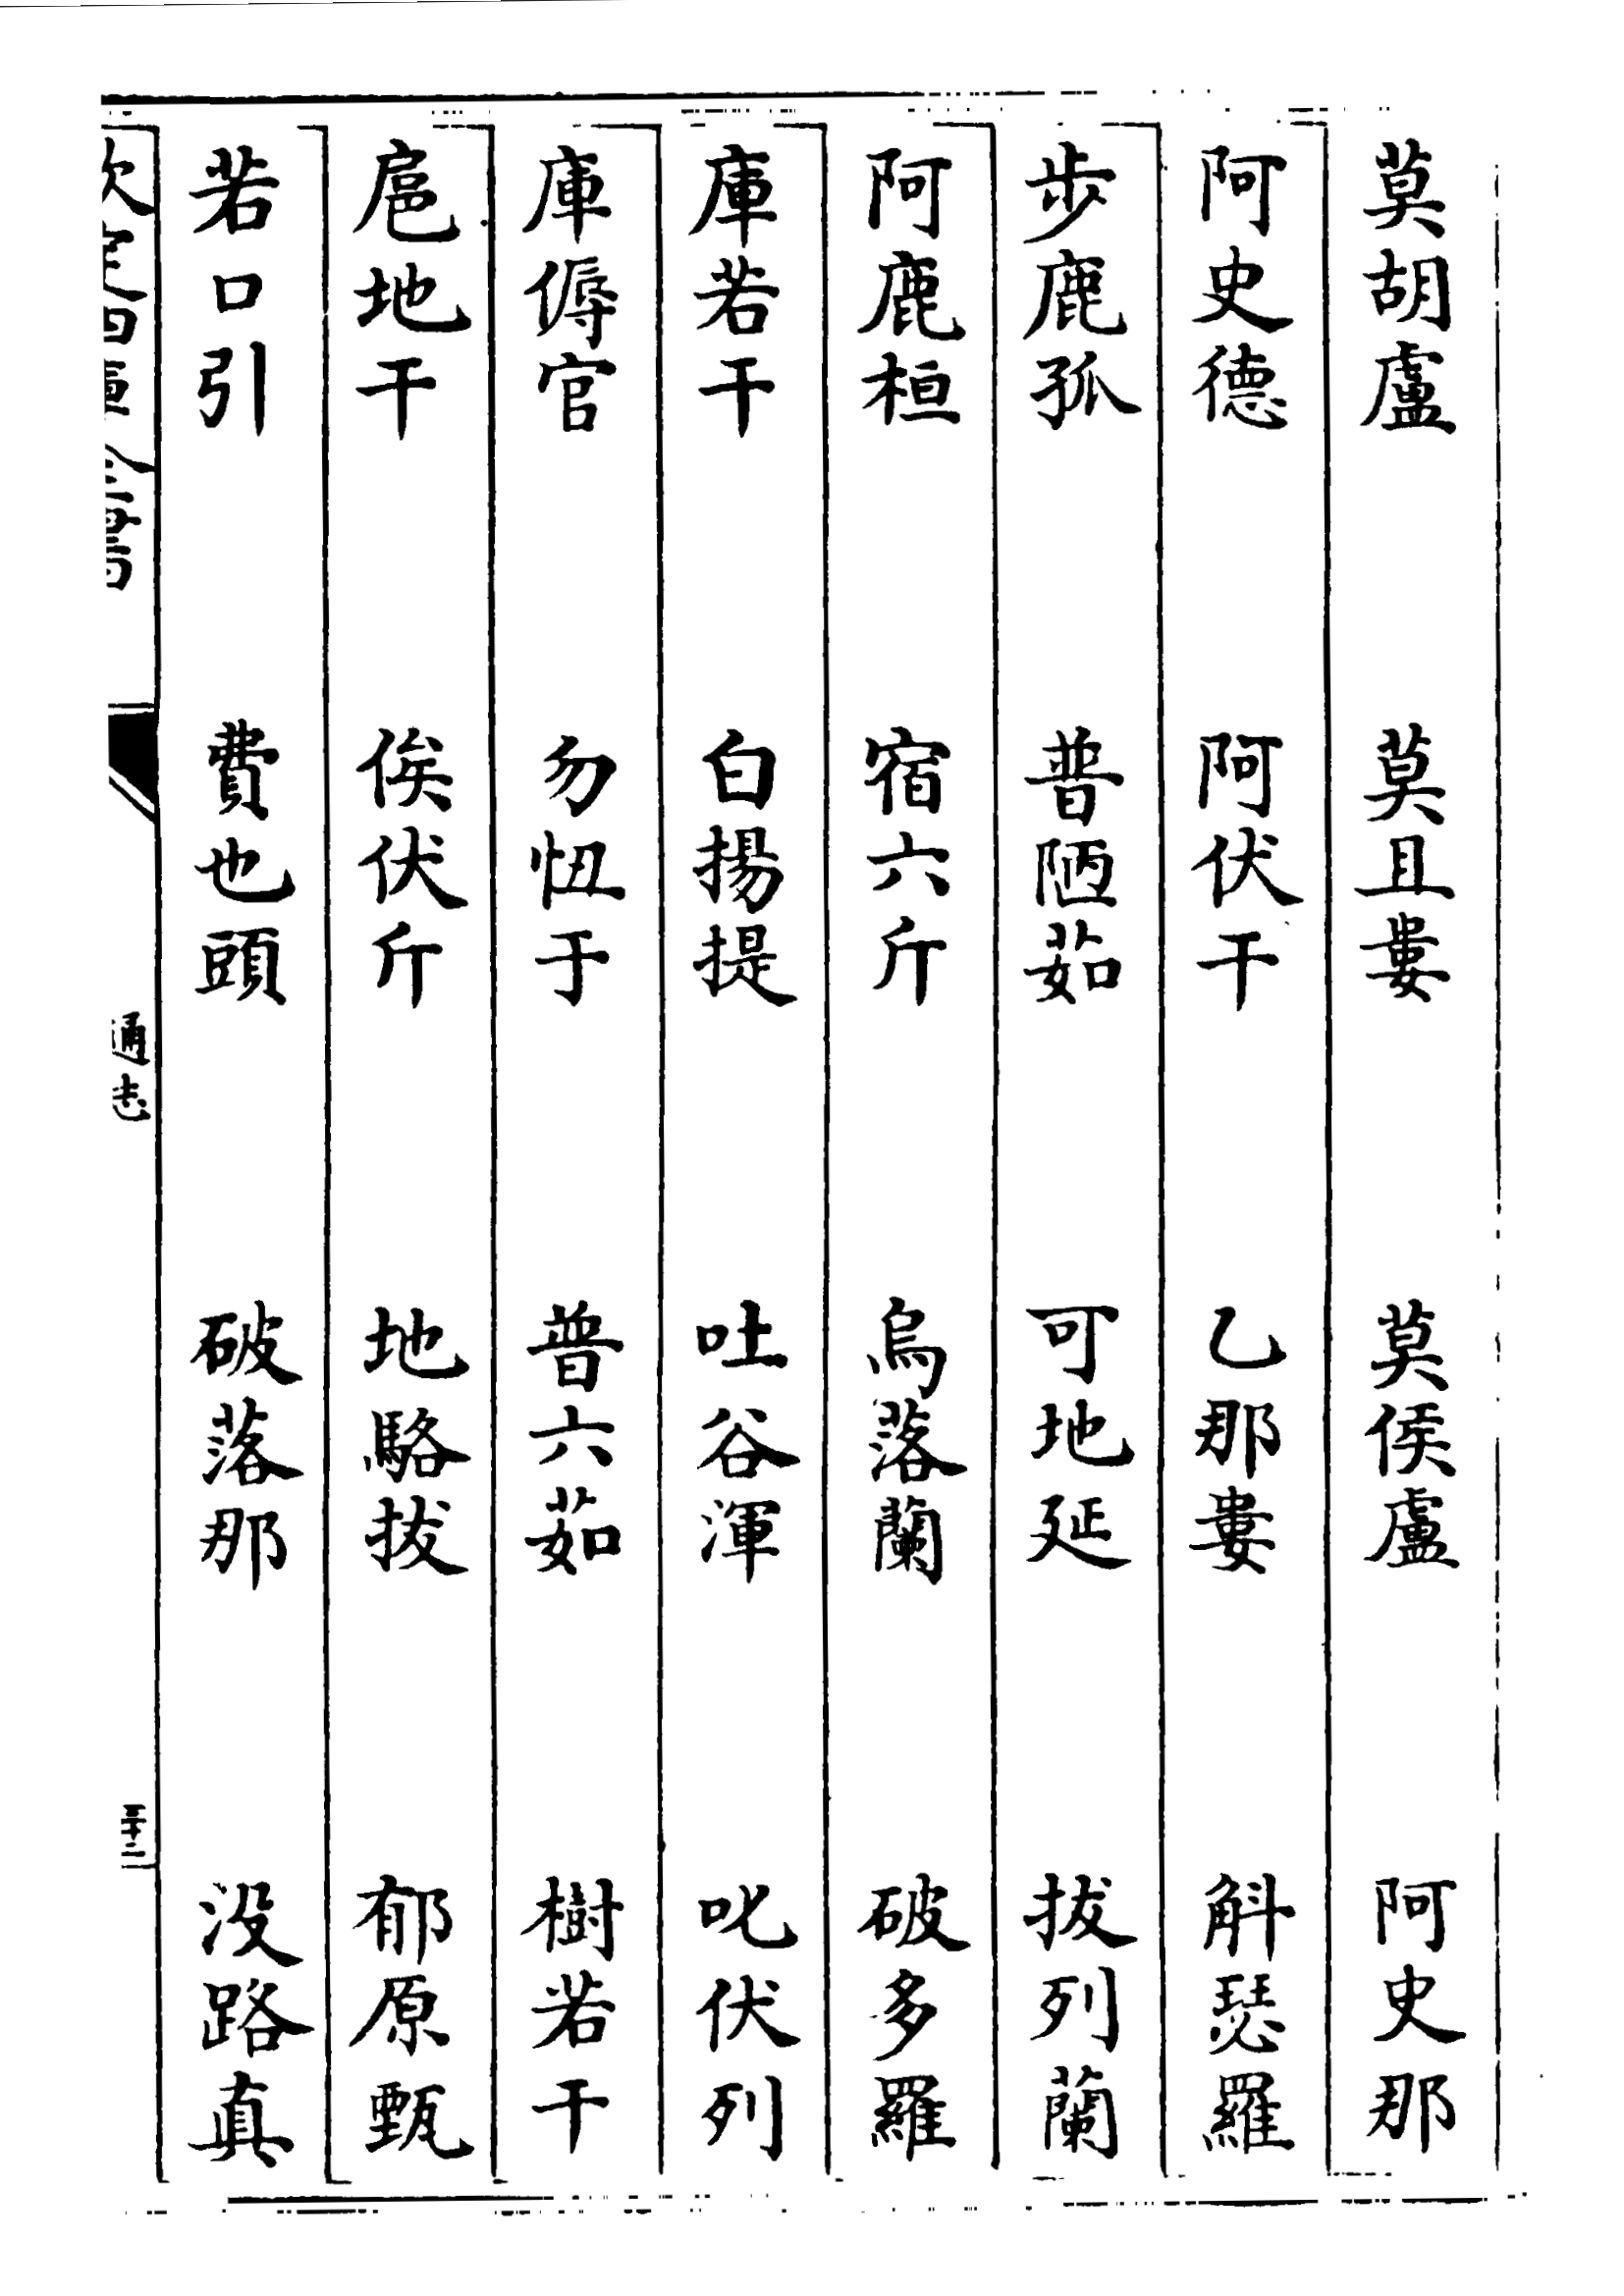 莫胡盧 莫且婁 莫侯盧 阿史那
阿史德 阿伏干 乙那婁 斛瑟羅
步鹿孤 普陋茹 可地延 拔列蘭
阿鹿桓 宿六斤 烏落蘭 破多羅
庫若干 白揚提 吐谷渾 叱伏列
庫傉官 勿忸于 普六茹 樹若干
扈地干 俟伏斤 地駱拔 郁原甄
若口引 費也頭 破落那 没路真
欽定四庫全書 通志 三十二